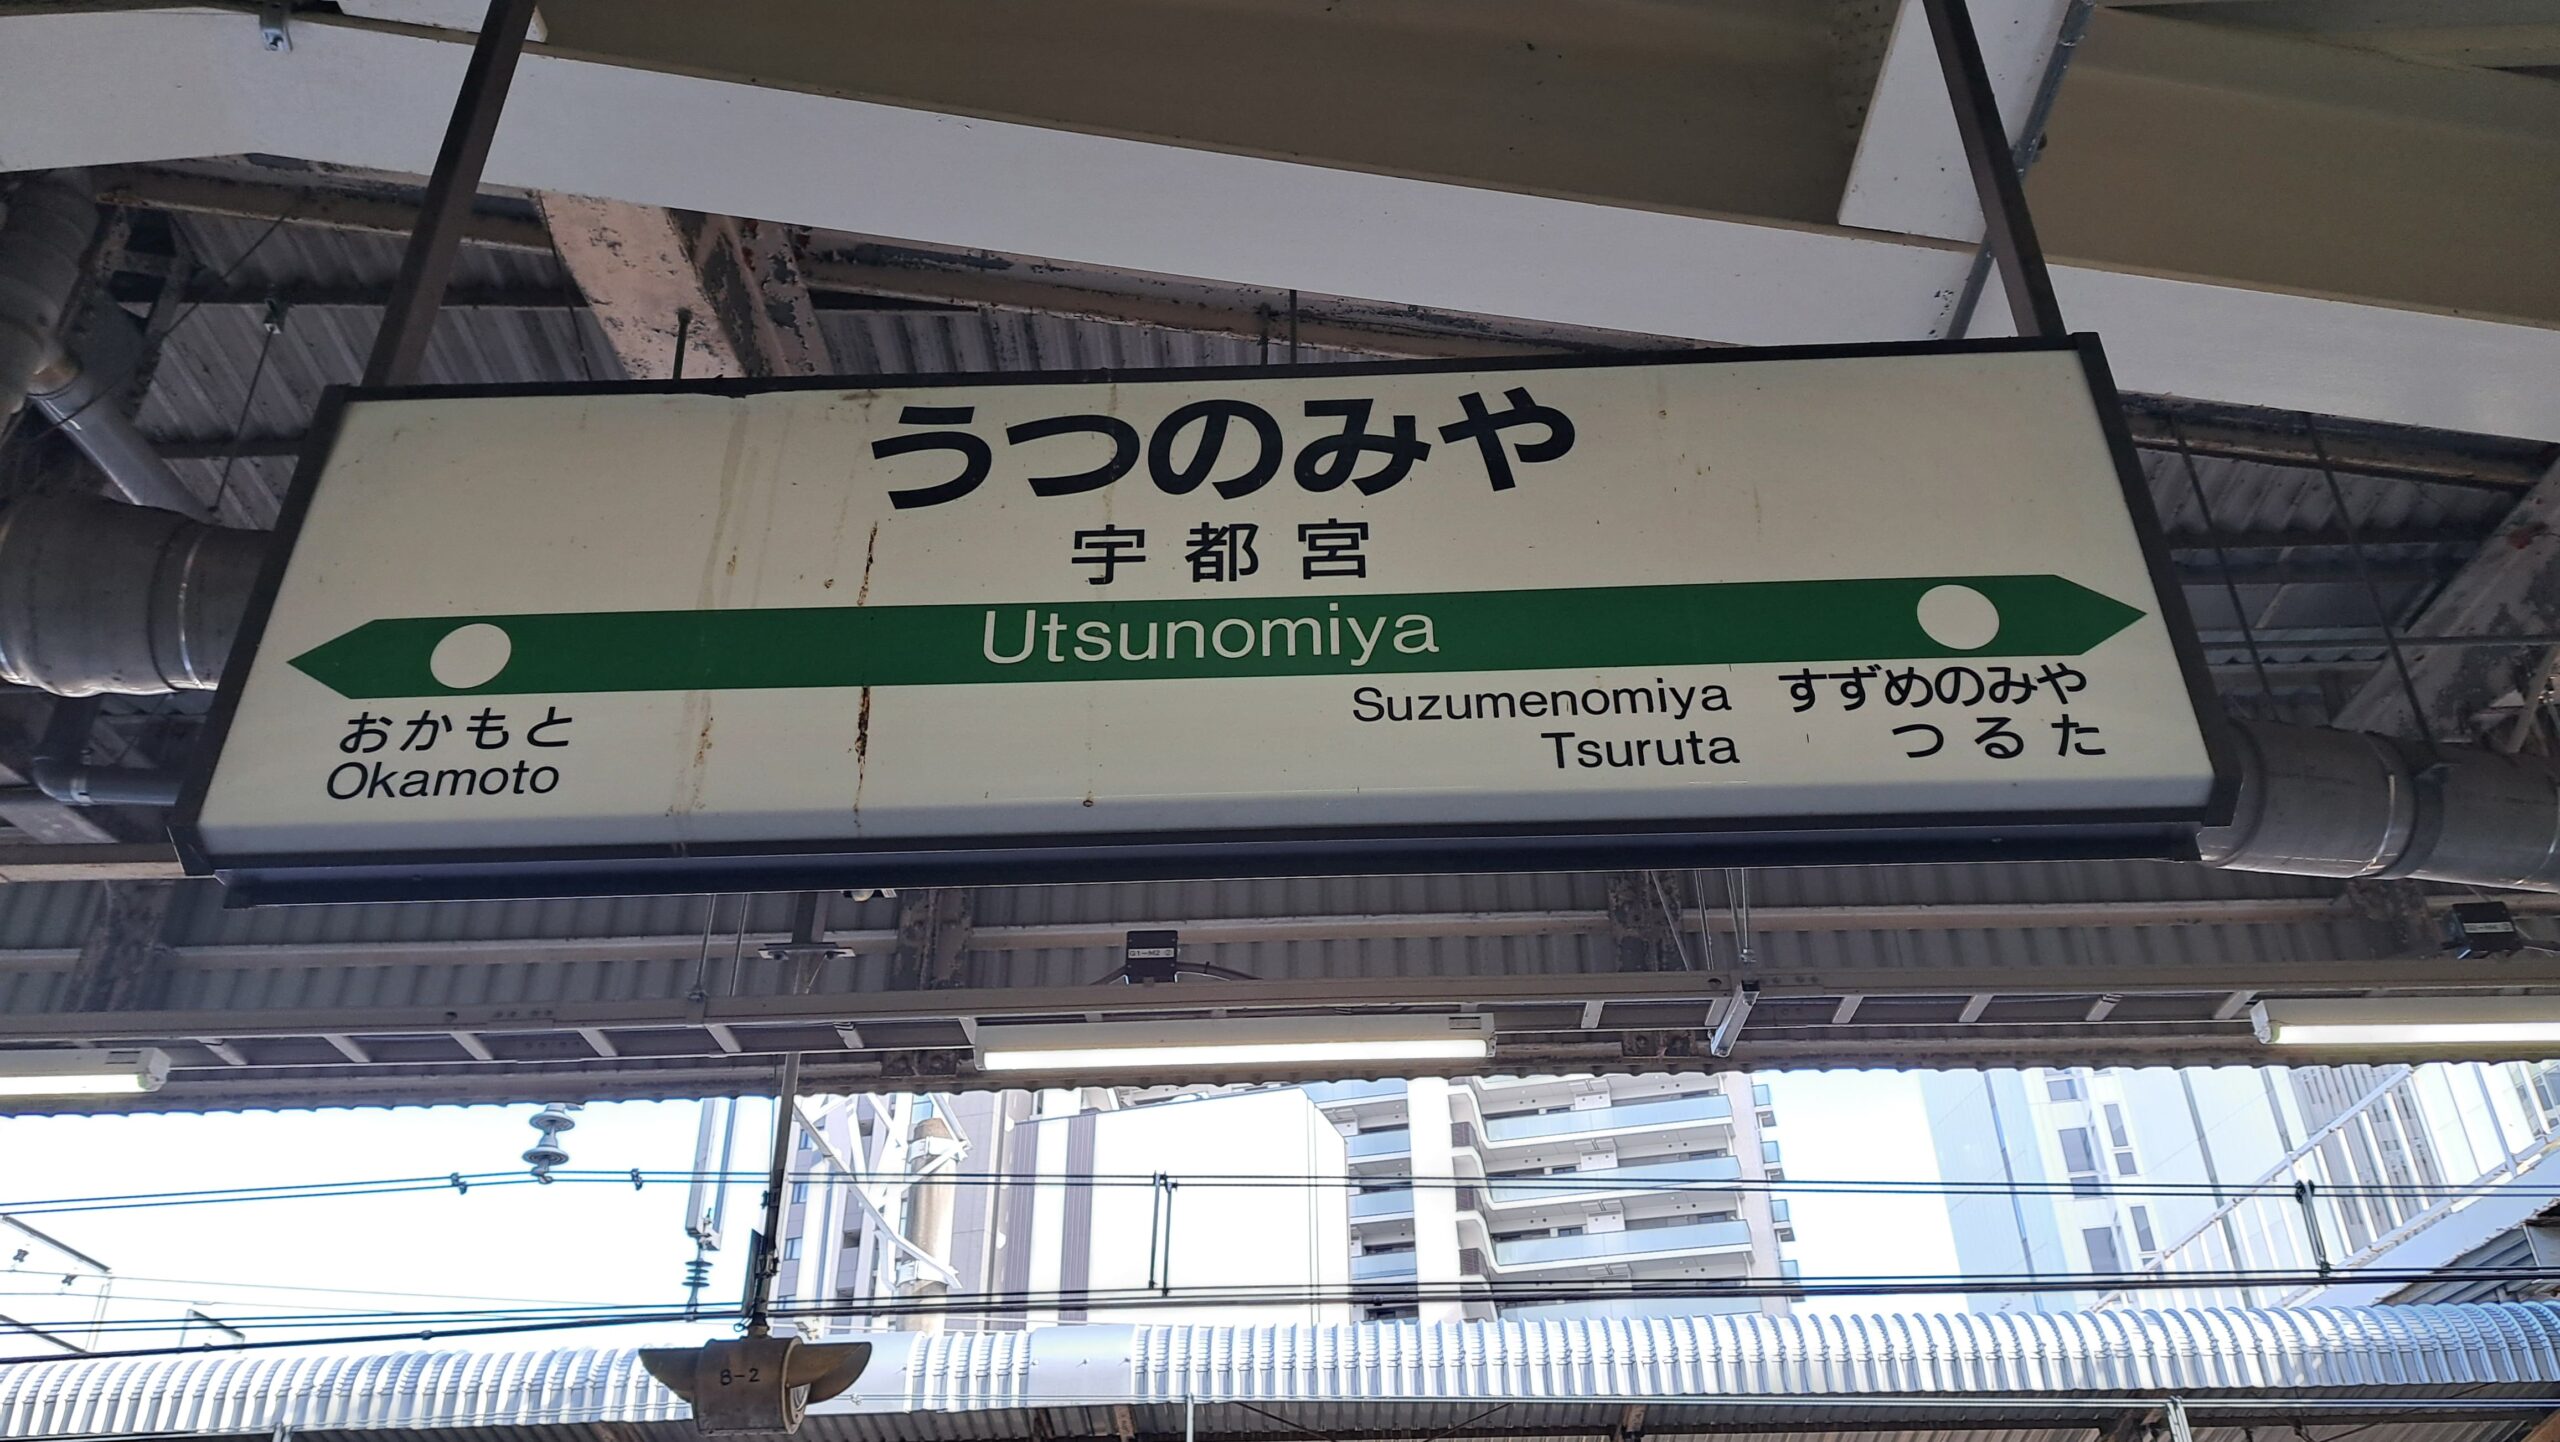 うつのみや
宇都宮
Utsunomiya
おかもと
Okamoto
Suzumenomiya すずめのみや
Tsuruta つるた
8-2